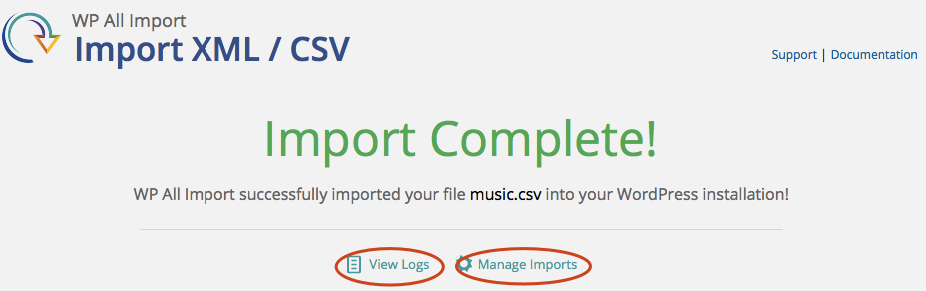 WP All Import
Import XML / CSV
Support | Documentation
Import Complete!
WP All Import successfully imported your file music.csv into your WordPress installation!
View Logs Manage Imports